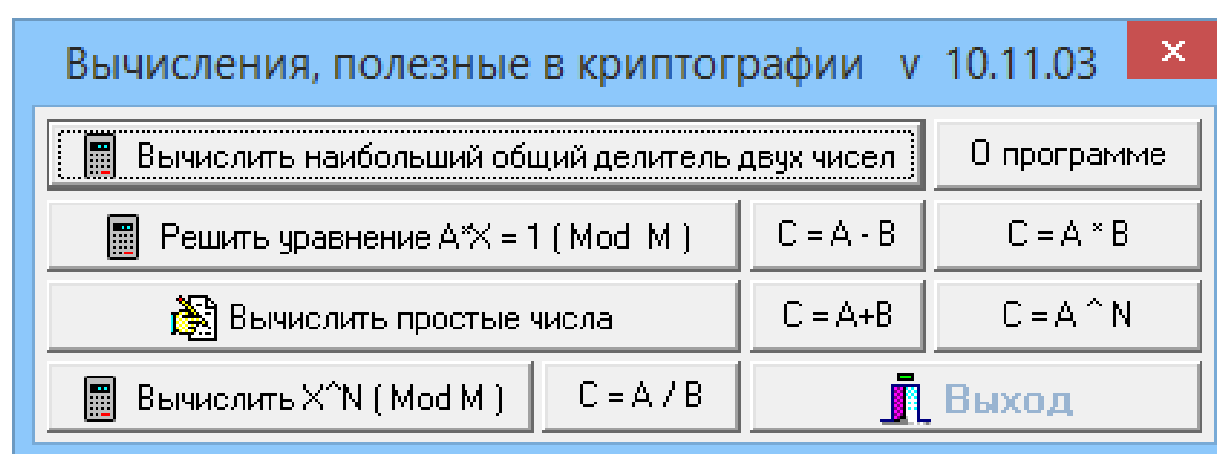 Вычисления, полезные в криптографии v 10.11.03
Вычислить наибольший общий делитель двух чисел О программе
Решить уравнение A*X = 1 ( Mod M ) C = A - B C = A * B
Вычислить простые числа C = A+B C = A ^ N
Вычислить X^N ( Mod M ) C = A / B Выход